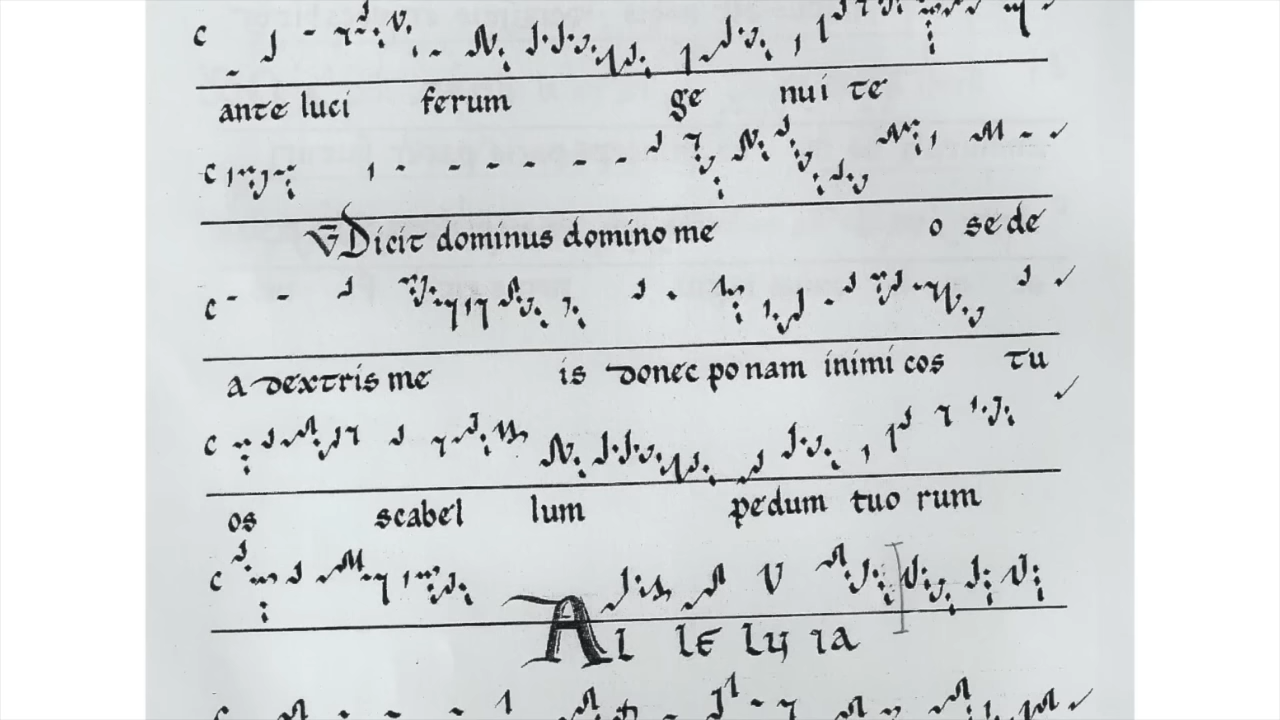 c
ante luci ferum ge nui te
c
V Dicit dominus domino me o se de
c
a dextris me is donec po nam inimi cos tu
c
os scabel lum pedum tuo rum
c
Al le lu ia
c